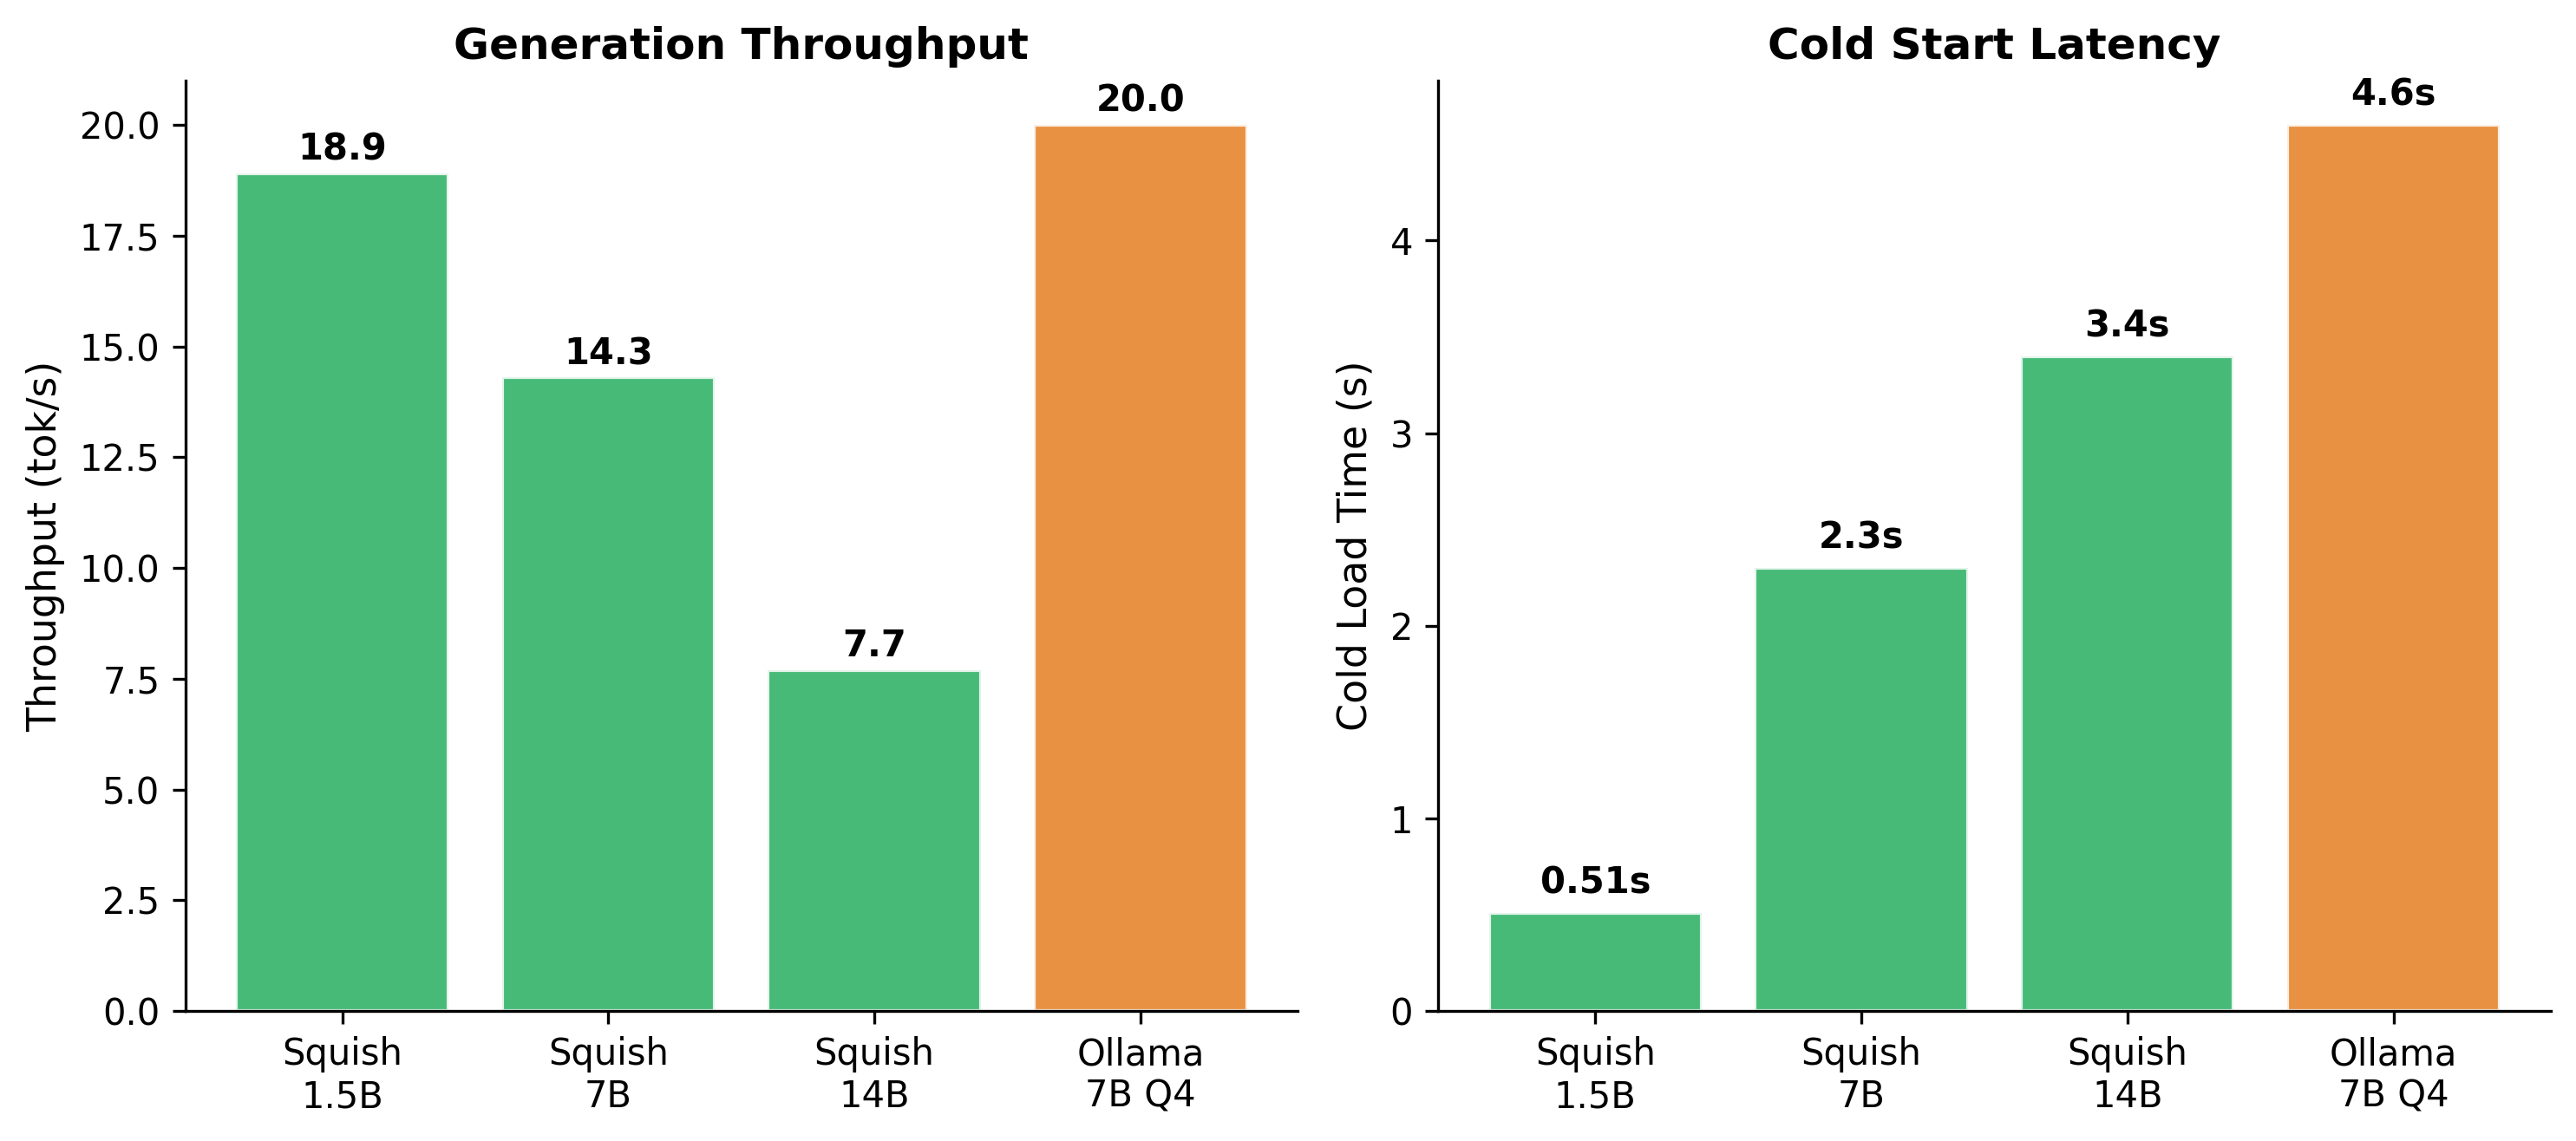 Generation Throughput
Throughput (tok/s)
20.0
17.5
15.0
12.5
10.0
7.5
5.0
2.5
0.0
18.9
14.3
7.7
20.0
Squish
1.5B
Squish
7B
Squish
14B
Ollama
7B Q4
Cold Start Latency
Cold Load Time (s)
4
3
2
1
0
0.51s
2.3s
3.4s
4.6s
Squish
1.5B
Squish
7B
Squish
14B
Ollama
7B Q4